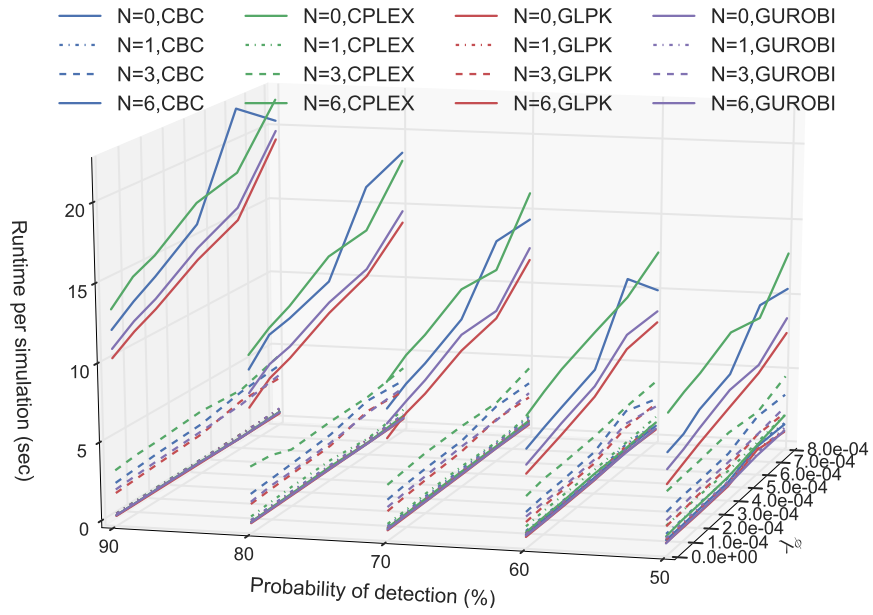 N=0,CBC N=0,CPLEX N=0,GLPK N=0,GUROBI
N=1,CBC N=1,CPLEX N=1,GLPK N=1,GUROBI
N=3,CBC N=3,CPLEX N=3,GLPK N=3,GUROBI
N=6,CBC N=6,CPLEX N=6,GLPK N=6,GUROBI
20
15
10
5
0
Runtime per simulation (sec)
90
80
70
60
50
Probability of detection (%)
8.0e-04
7.0e-04
6.0e-04
5.0e-04
4.0e-04
3.0e-04
2.0e-04
1.0e-04
0.0e+00